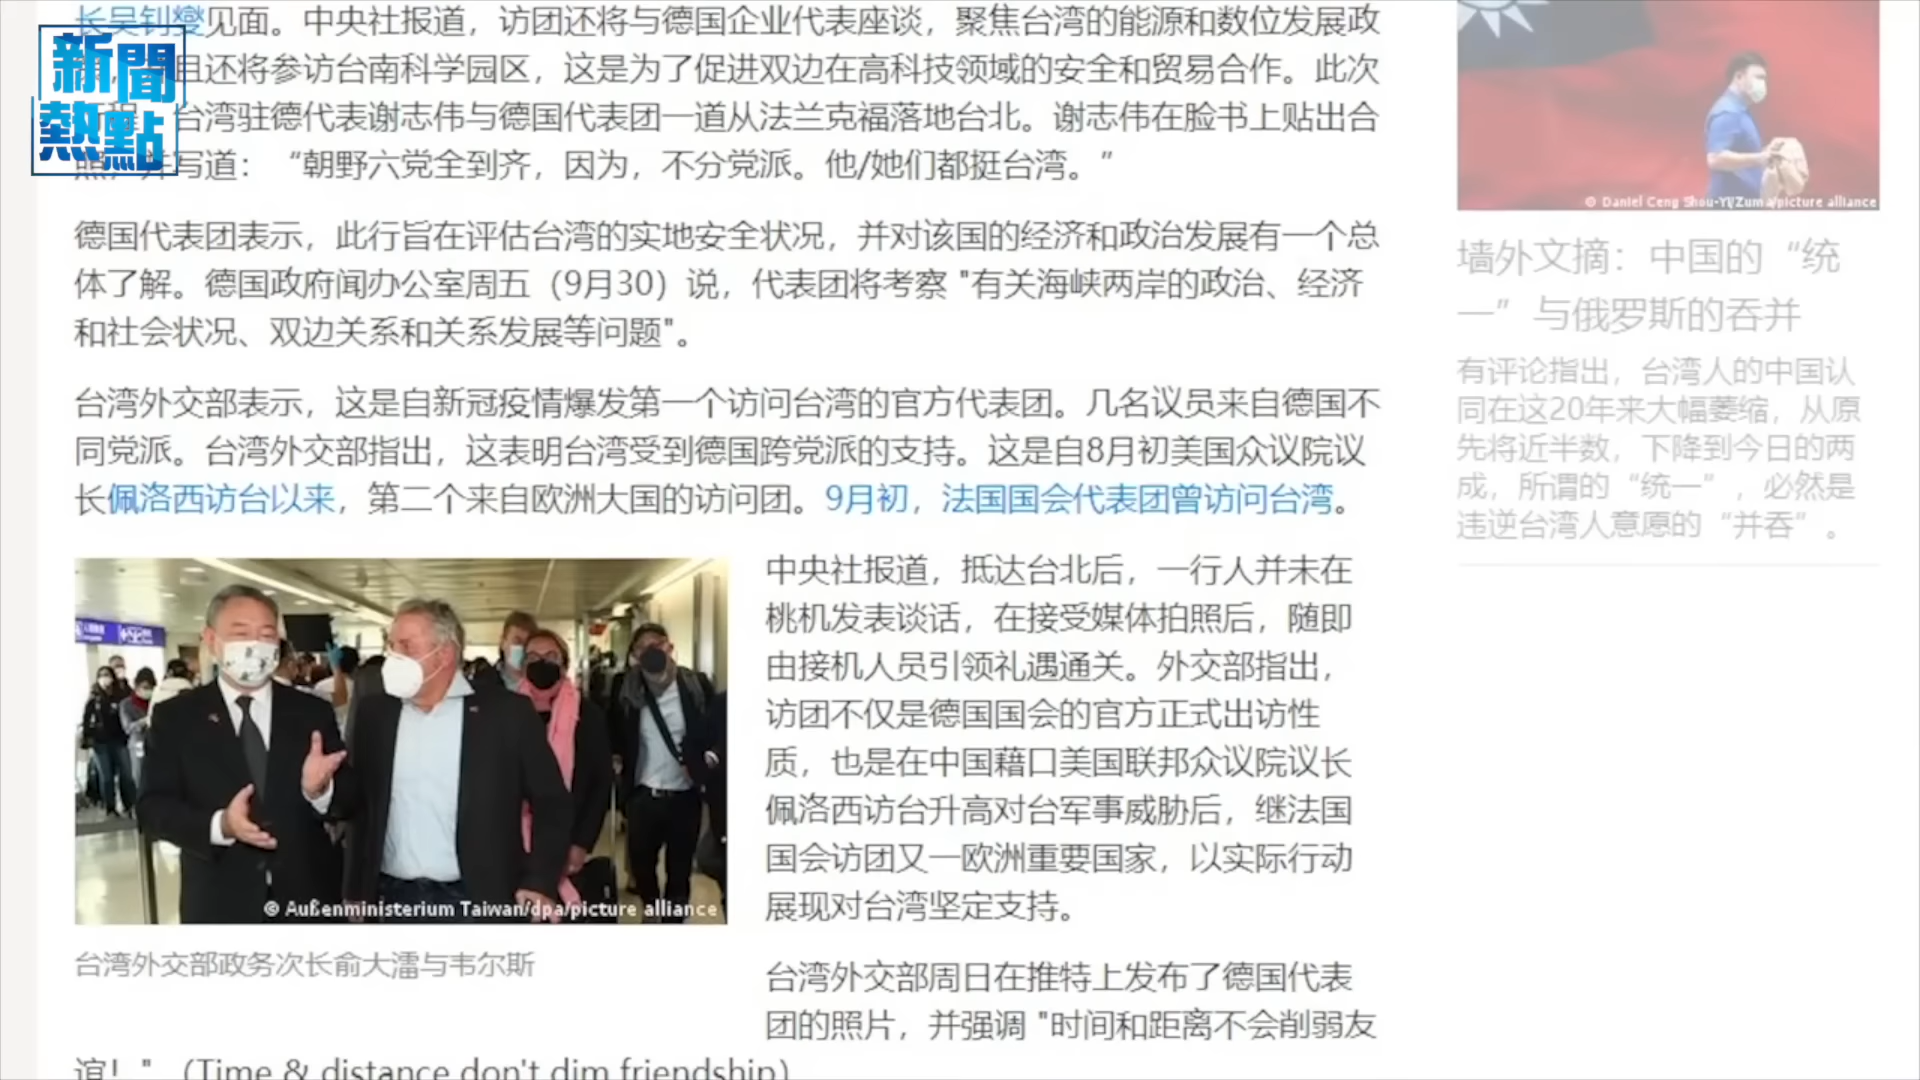 长吴钊燮见面。中央社报道，访团还将与德国企业代表座谈，聚焦台湾的能源和数位发展政
且还将参访台南科学园区，这是为了促进双边在高科技领域的安全和贸易合作。此次
台湾驻德代表谢志伟与德国代表团一道从法兰克福落地台北。谢志伟在脸书上贴出合
照，并写道：“朝野六党全到齐，因为，不分党派。他/她们都挺台湾。”
新聞
熱點
德国代表团表示，此行旨在评估台湾的实地安全状况，并对该国的经济和政治发展有一个总
体了解。德国政府闻办公室周五（9月30）说，代表团将考察 "有关海峡两岸的政治、经济
和社会状况、双边关系和关系发展等问题"。
台湾外交部表示，这是自新冠疫情爆发第一个访问台湾的官方代表团。几名议员来自德国不
同党派。台湾外交部指出，这表明台湾受到德国跨党派的支持。这是自8月初美国众议院议
长佩洛西访台以来，第二个来自欧洲大国的访问团。9月初，法国国会代表团曾访问台湾。
© Außenministerium Taiwan/dpa/picture alliance
台湾外交部政务次长俞大㵢与韦尔斯
中央社报道，抵达台北后，一行人并未在
桃机发表谈话，在接受媒体拍照后，随即
由接机人员引领礼遇通关。外交部指出，
访团不仅是德国国会的官方正式出访性
质，也是在中国藉口美国联邦众议院议长
佩洛西访台升高对台军事威胁后，继法国
国会访团又一欧洲重要国家，以实际行动
展现对台湾坚定支持。
台湾外交部周日在推特上发布了德国代表
团的照片，并强调 "时间和距离不会削弱友
谊！" （Time & distance don't dim friendship）
© Daniel Ceng Shou-Yi/Zuma/picture alliance
墙外文摘：中国的“统
一”与俄罗斯的吞并
有评论指出，台湾人的中国认
同在这20年来大幅萎缩，从原
先将近半数，下降到今日的两
成，所谓的“统一”，必然是
违逆台湾人意愿的“并吞”。